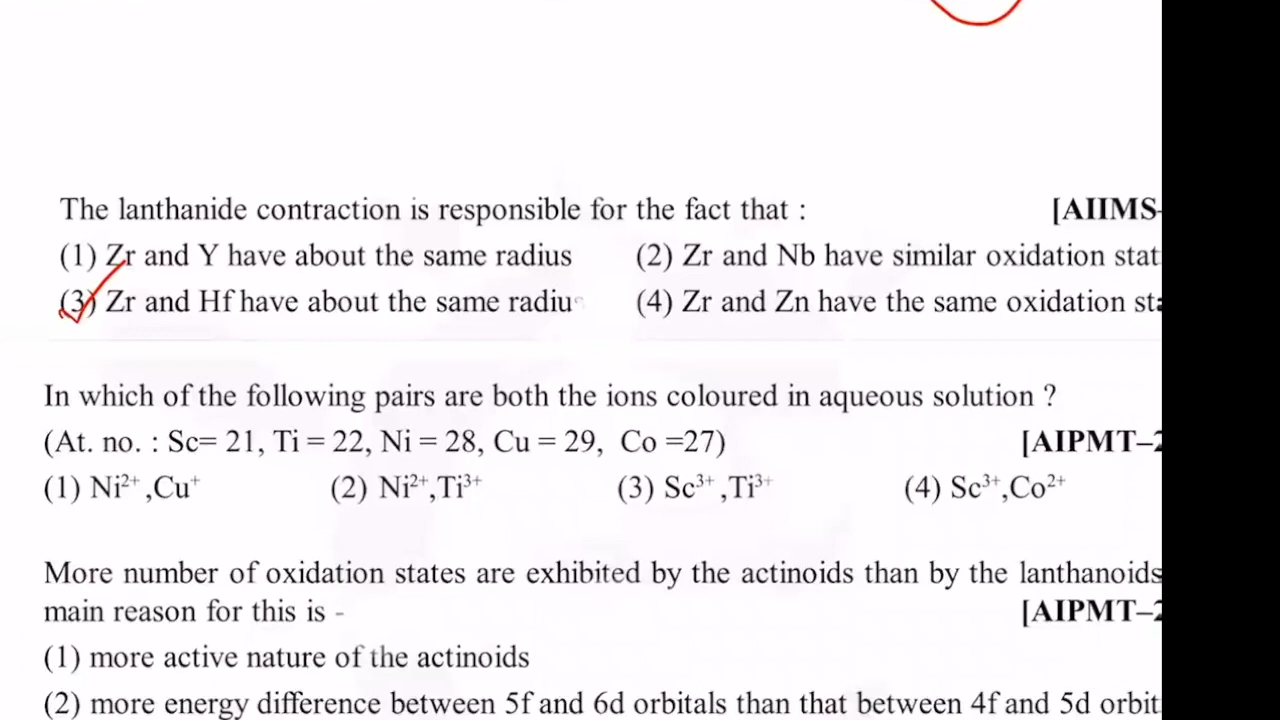 The lanthanide contraction is responsible for the fact that : [AIIMS-
(1) Zr and Y have about the same radius (2) Zr and Nb have similar oxidation stat
(3) Zr and Hf have about the same radiu (4) Zr and Zn have the same oxidation sta
In which of the following pairs are both the ions coloured in aqueous solution ?
(At. no. : Sc= 21, Ti = 22, Ni = 28, Cu = 29, Co =27) [AIPMT–2
(1) Ni²⁺ ,Cu⁺ (2) Ni²⁺,Ti³⁺ (3) Sc³⁺ ,Ti³⁺ (4) Sc³⁺,Co²⁺
More number of oxidation states are exhibited by the actinoids than by the lanthanoids
main reason for this is - [AIPMT–2
(1) more active nature of the actinoids
(2) more energy difference between 5f and 6d orbitals than that between 4f and 5d orbit